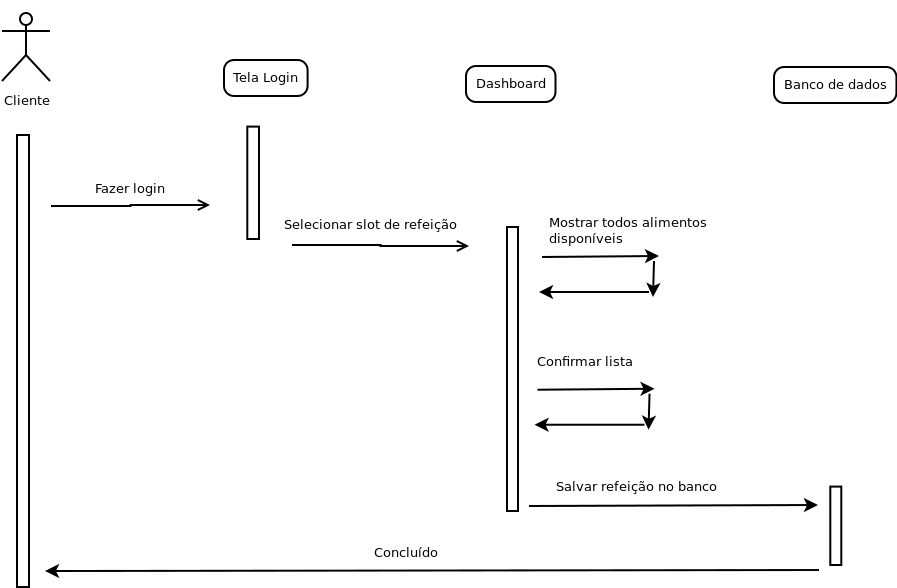 Cliente
Tela Login
Dashboard
Banco de dados
Fazer login
Selecionar slot de refeição
Mostrar todos alimentos
disponíveis
Confirmar lista
Salvar refeição no banco
Concluído